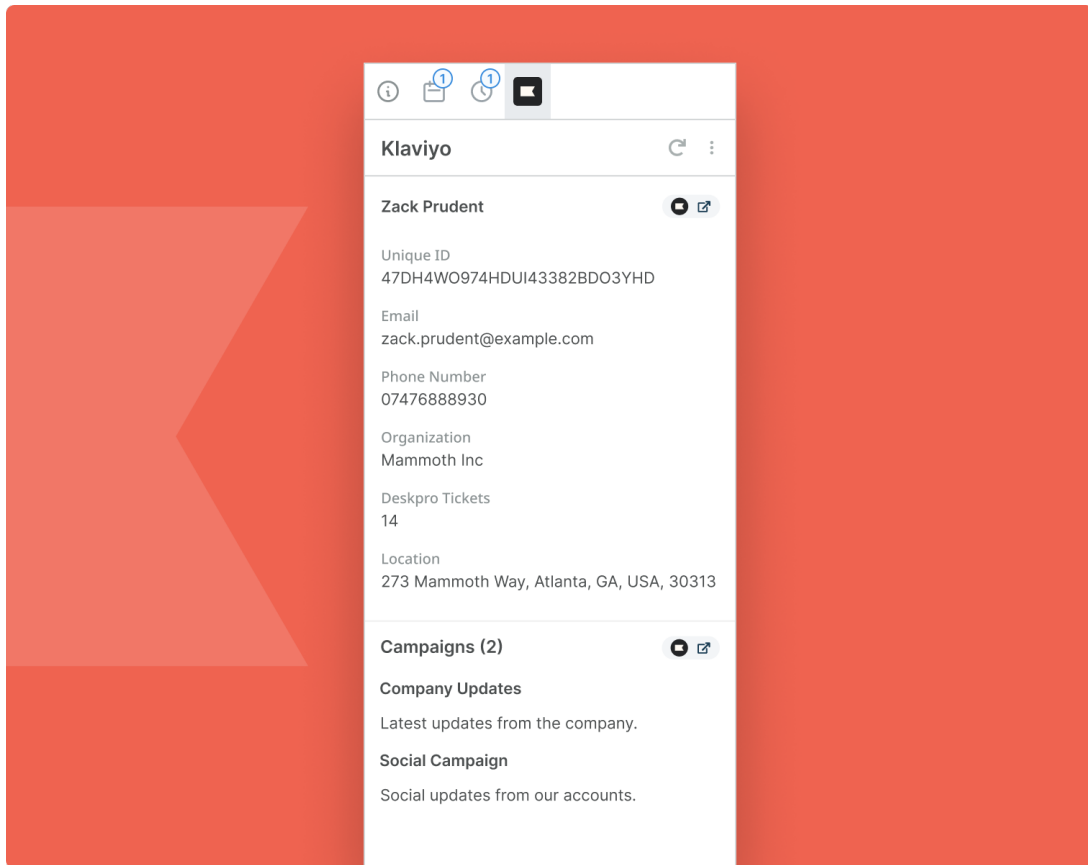 1 1
Klaviyo
Zack Prudent
Unique ID
47DH4WO974HDUI43382BDO3YHD
Email
zack.prudent@example.com
Phone Number
07476888930
Organization
Mammoth Inc
Deskpro Tickets
14
Location
273 Mammoth Way, Atlanta, GA, USA, 30313
Campaigns (2)
Company Updates
Latest updates from the company.
Social Campaign
Social updates from our accounts.